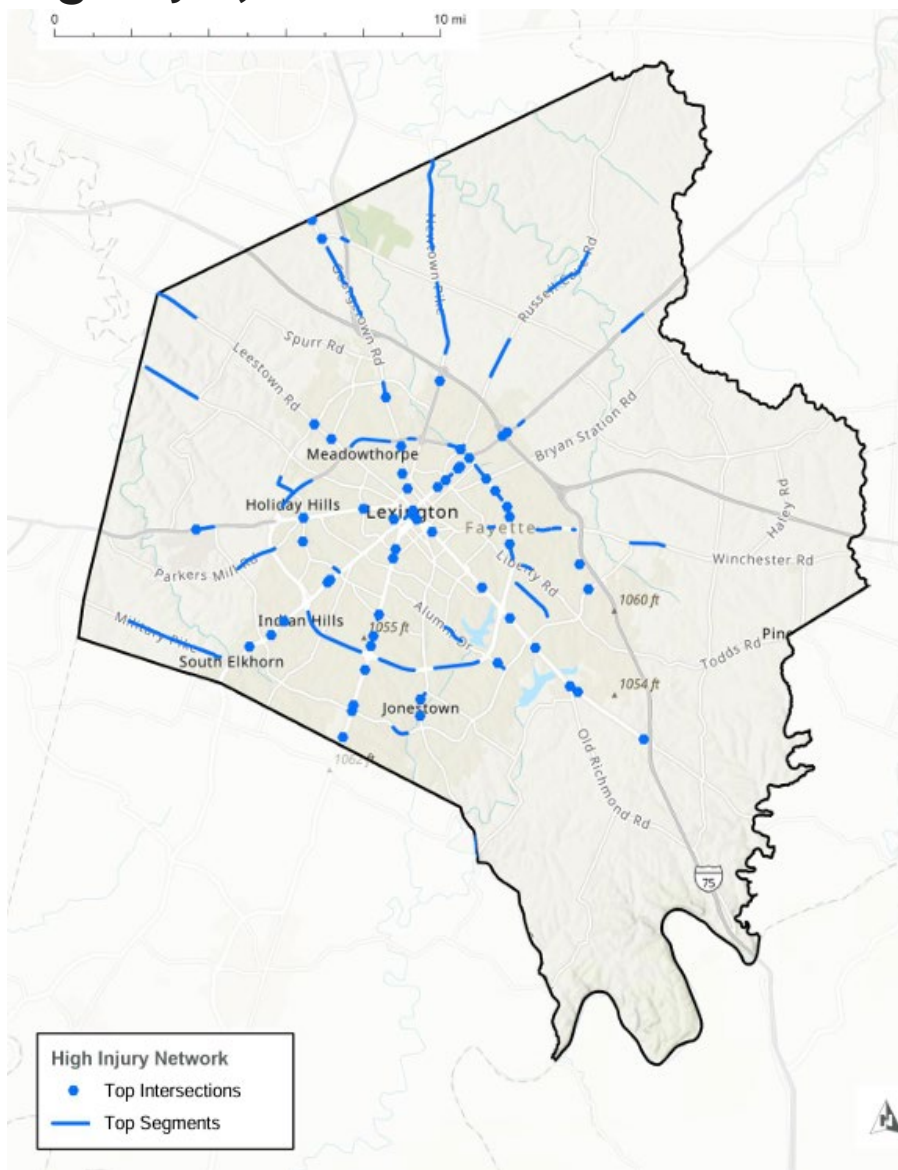 0 10 mi
Newtown Pike
Georgetown Rd
Russell Cave Rd
Spurr Rd
Leestown Rd
Bryan Station Rd
Meadowthorpe
Haley Rd
Holiday Hills
Lexington
Fayette
Winchester Rd
Liberty Rd
Parkers Mill Rd
1060 ft
Alumni Dr
Military Pike
Indian Hills
1055 ft
Pin
Todds Rd
South Elkhorn
1054 ft
Jonestown
Old Richmond Rd
1062 ft
75
High Injury Network
Top Intersections
Top Segments
N